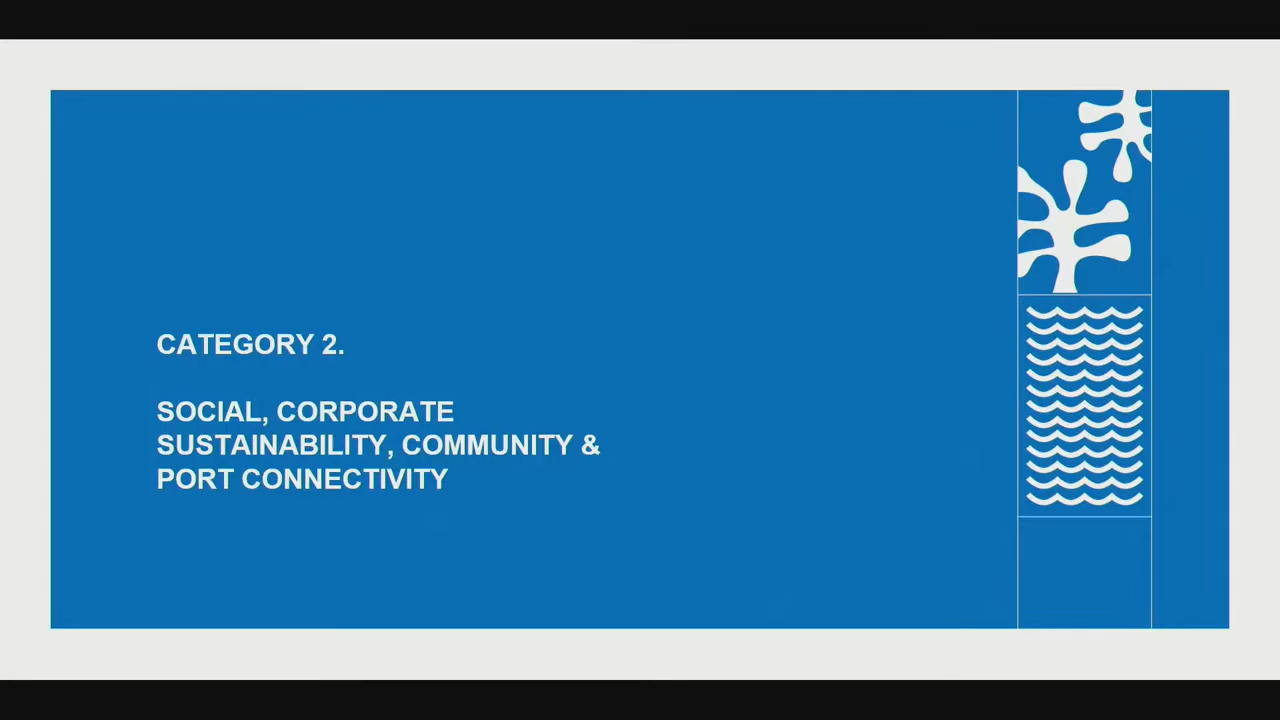 CATEGORY 2.
SOCIAL, CORPORATE
SUSTAINABILITY, COMMUNITY &
PORT CONNECTIVITY